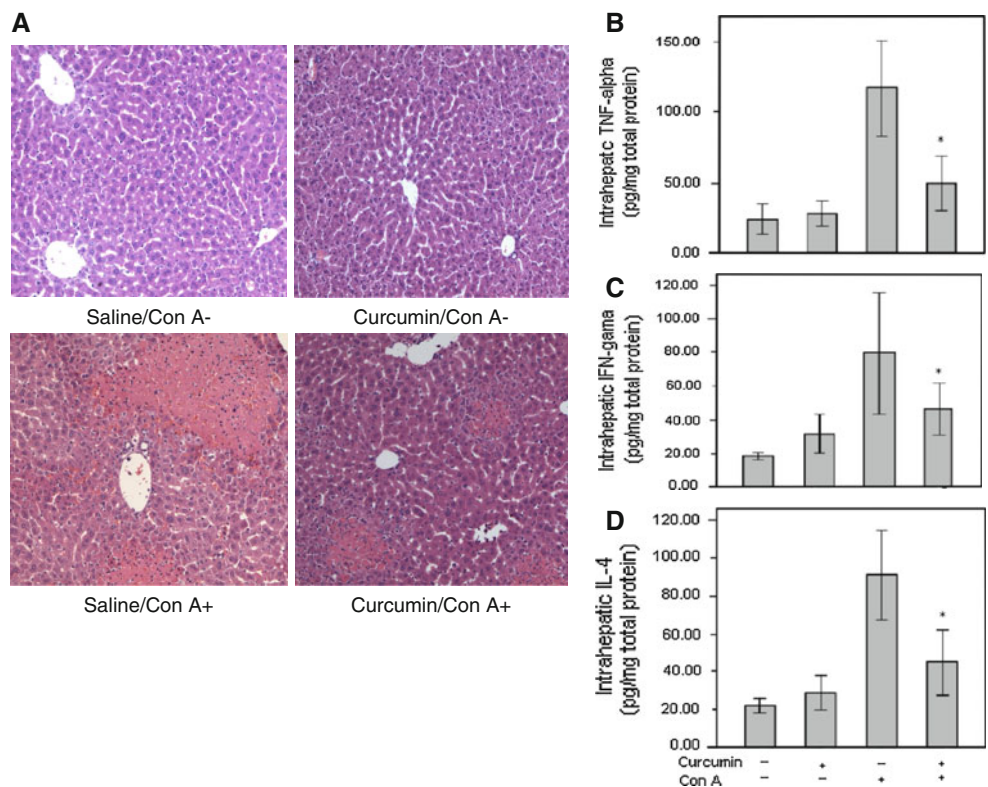 A
Saline/Con A-
Curcumin/Con A-
Saline/Con A+
Curcumin/Con A+
B
Intrahepatc TNF-alpha
(pg/mg total protein)
150.00
100.00
50.00
0.00
*
C
Intrahepatic IFN-gama
(pg/mg total protein)
120.00
100.00
80.00
60.00
40.00
20.00
0.00
*
D
Intrahepatic IL-4
(pg/mg total protein)
120.00
100.00
80.00
60.00
40.00
20.00
0.00
*
Curcumin – + – +
Con A – – + +